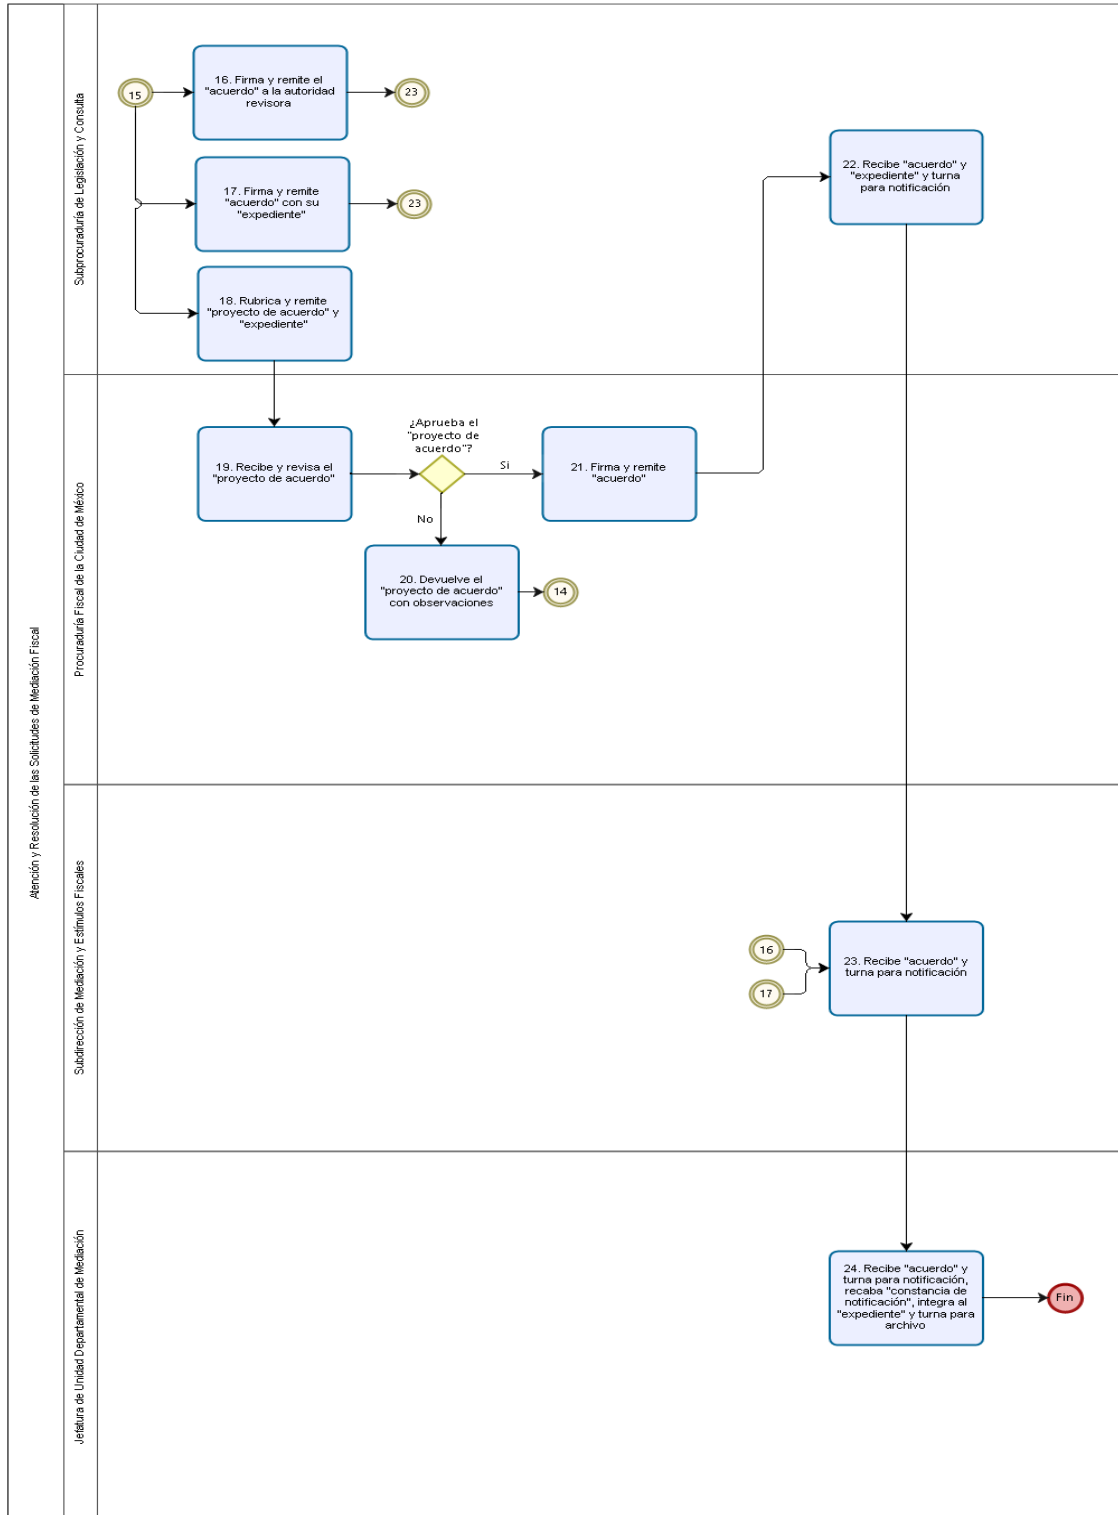 Atención y Resolución de las Solicitudes de Mediación Fiscal
Subprocuraduría de Legislación y Consulta
15
16. Firma y remite el
"acuerdo" a la autoridad
revisora
23
17. Firma y remite
"acuerdo" con su
"expediente"
23
18. Rubrica y remite
"proyecto de acuerdo" y
"expediente"
22. Recibe "acuerdo" y
"expediente" y turna
para notificación
Procuraduría Fiscal de la Ciudad de México
19. Recibe y revisa el
"proyecto de acuerdo"
¿Aprueba el
"proyecto de
acuerdo"?
Si
No
21. Firma y remite
"acuerdo"
20. Devuelve el
"proyecto de acuerdo"
con observaciones
14
Subdirección de Mediación y Estímulos Fiscales
16
17
23. Recibe "acuerdo" y
turna para notificación
Jefatura de Unidad Departamental de Mediación
24. Recibe "acuerdo" y
turna para notificación,
recaba "constancia de
notificación", integra al
"expediente" y turna para
archivo
Fin